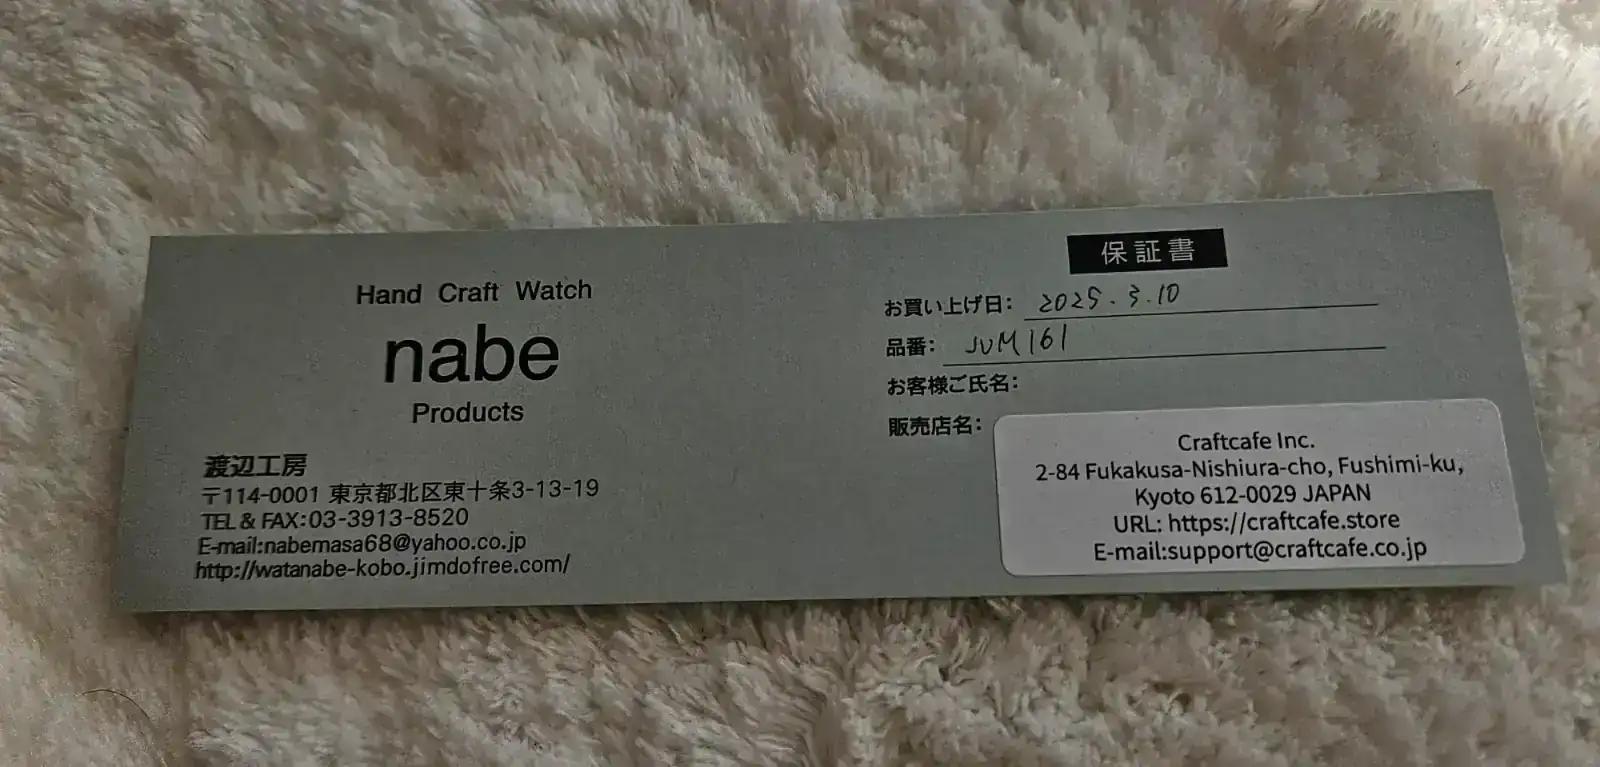 Hand Craft Watch
nabe
Products
渡辺工房
〒114-0001 東京都北区東十条3-13-19
TEL & FAX:03-3913-8520
E-mail:nabemasa68@yahoo.co.jp
http://watanabe-kobo.jimdofree.com/
保証書
お買い上げ日: 2025.3.10
品番: JUM161
お客様ご氏名:
販売店名:
Craftcafe Inc.
2-84 Fukakusa-Nishiura-cho, Fushimi-ku,
Kyoto 612-0029 JAPAN
URL: https://craftcafe.store
E-mail:support@craftcafe.co.jp